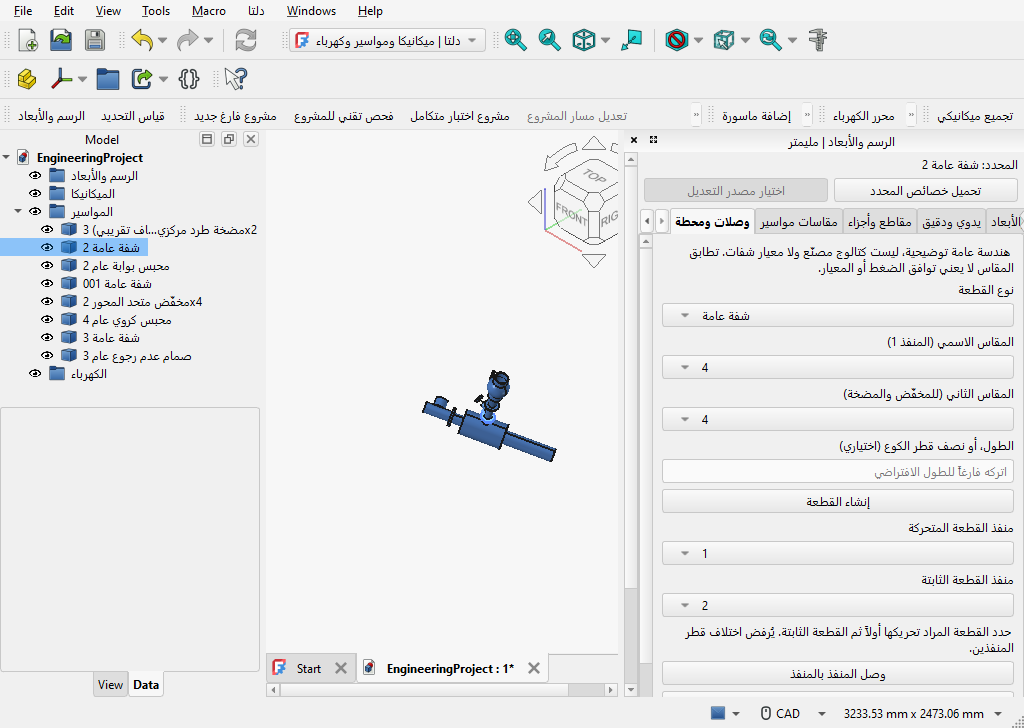 File Edit View Tools Macro دلتا Windows Help
دلتا | ميكانيكا ومواسير وكهرباء
الرسم والأبعاد قياس التحديد مشروع فارغ جديد فحص تقني للمشروع مشروع اختبار متكامل تعديل مسار المشروع » إضافة ماسورة » محرر الكهرباء » تجميع ميكانيكي
Model
EngineeringProject
الرسم والأبعاد
الميكانيكا
المواسير
مضخة طرد مركزي...اف تقريبي) 3x2
شفة عامة 2
محبس بوابة عام 2
شفة عامة 001
مخفّض متحد المحور 2x4
محبس كروي عام 4
شفة عامة 3
صمام عدم رجوع عام 3
الكهرباء
View Data
TOP
FRONT
RIG
Start
EngineeringProject : 1*
الرسم والأبعاد | مليمتر
المحدد: شفة عامة 2
اختيار مصدر التعديل
تحميل خصائص المحدد
وصلات ومحطة مقاسات مواسير مقاطع وأجزاء يدوي ودقيق الأبعاد
هندسة عامة توضيحية، ليست كتالوج مصنّع ولا معيار شفات. تطابق
المقاس لا يعني توافق الضغط أو المعيار.
نوع القطعة
شفة عامة
المقاس الاسمي (المنفذ 1)
4
المقاس الثاني (للمخفّض والمضخة)
4
الطول، أو نصف قطر الكوع (اختياري)
اتركه فارغاً للطول الافتراضي
إنشاء القطعة
منفذ القطعة المتحركة
1
منفذ القطعة الثابتة
2
حدد القطعة المراد تحريكها أولاً ثم القطعة الثابتة. يُرفض اختلاف قطر
المنفذين.
وصل المنفذ بالمنفذ
CAD
3233.53 mm x 2473.06 mm